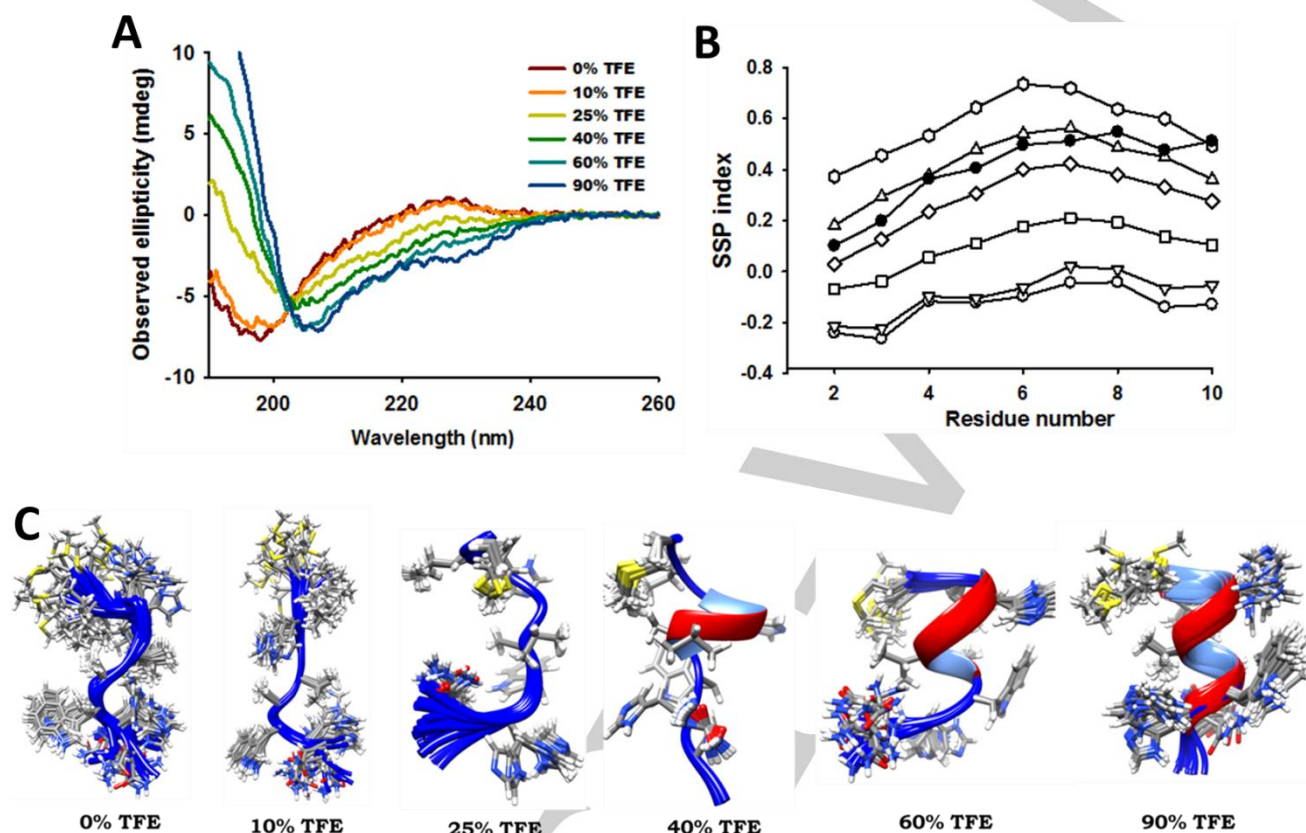 A
10
5
0
-5
-10
Observed ellipticity (mdeg)
200
220
240
260
Wavelength (nm)
0% TFE
10% TFE
25% TFE
40% TFE
60% TFE
90% TFE
B
0.8
0.6
0.4
0.2
0.0
-0.2
-0.4
SSP index
2
4
6
8
10
Residue number
C
0% TFE
10% TFE
25% TFE
40% TFE
60% TFE
90% TFE